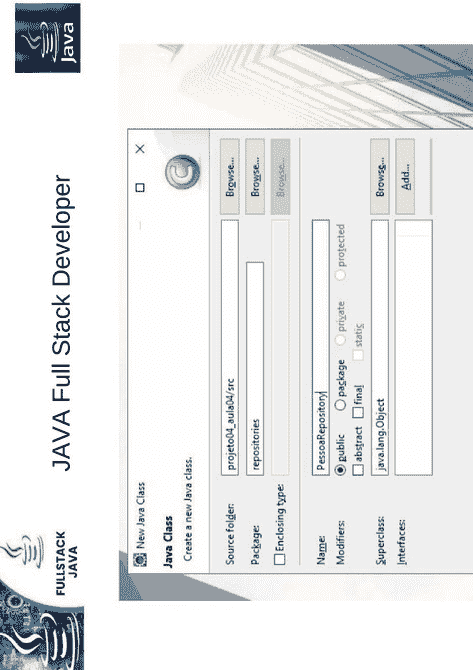 FULLSTACK
JAVA
JAVA Full Stack Developer
Java
New Java Class
Java Class
Create a new Java class.
Source folder: projeto04_aula04/src Browse...
Package: repositories Browse...
Enclosing type: Browse...
Name: PessoaRepository
Modifiers: public package private protected
abstract final static
Superclass: java.lang.Object Browse...
Interfaces: Add...